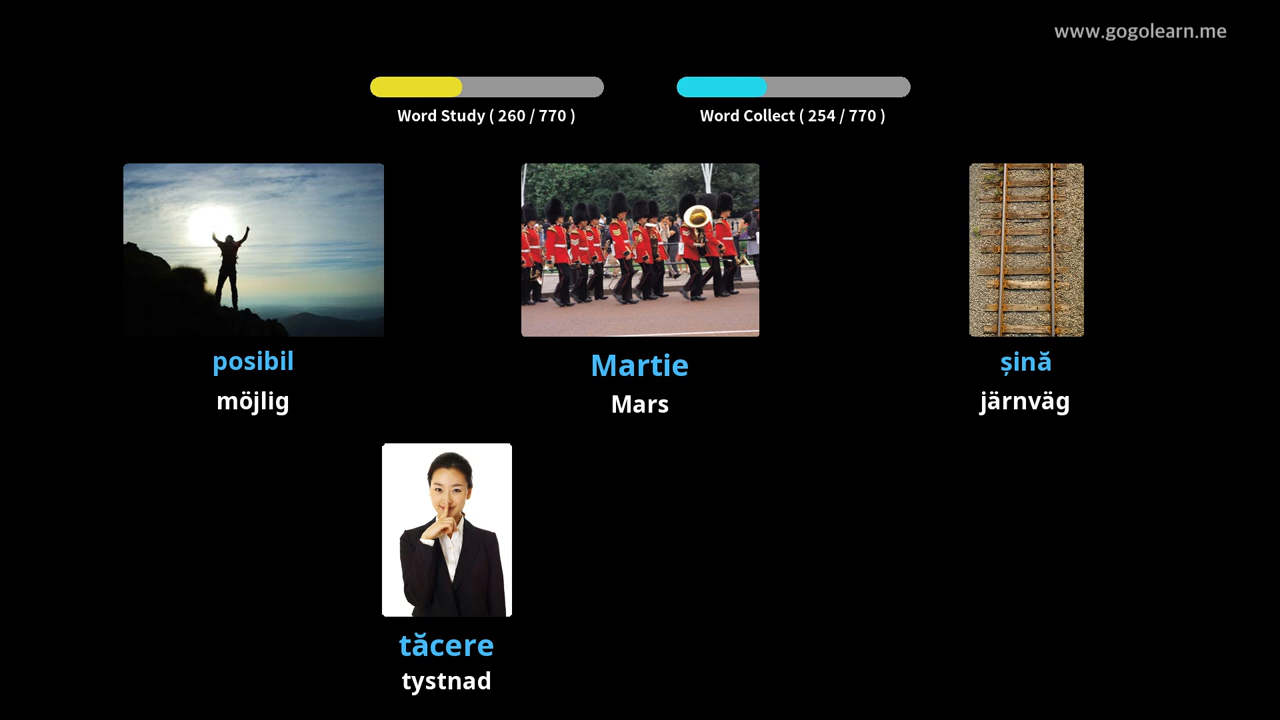 www.gogolearn.me
Word Study ( 260 / 770 )
Word Collect ( 254 / 770 )
posibil
möjlig
Martie
Mars
șină
järnväg
tăcere
tystnad